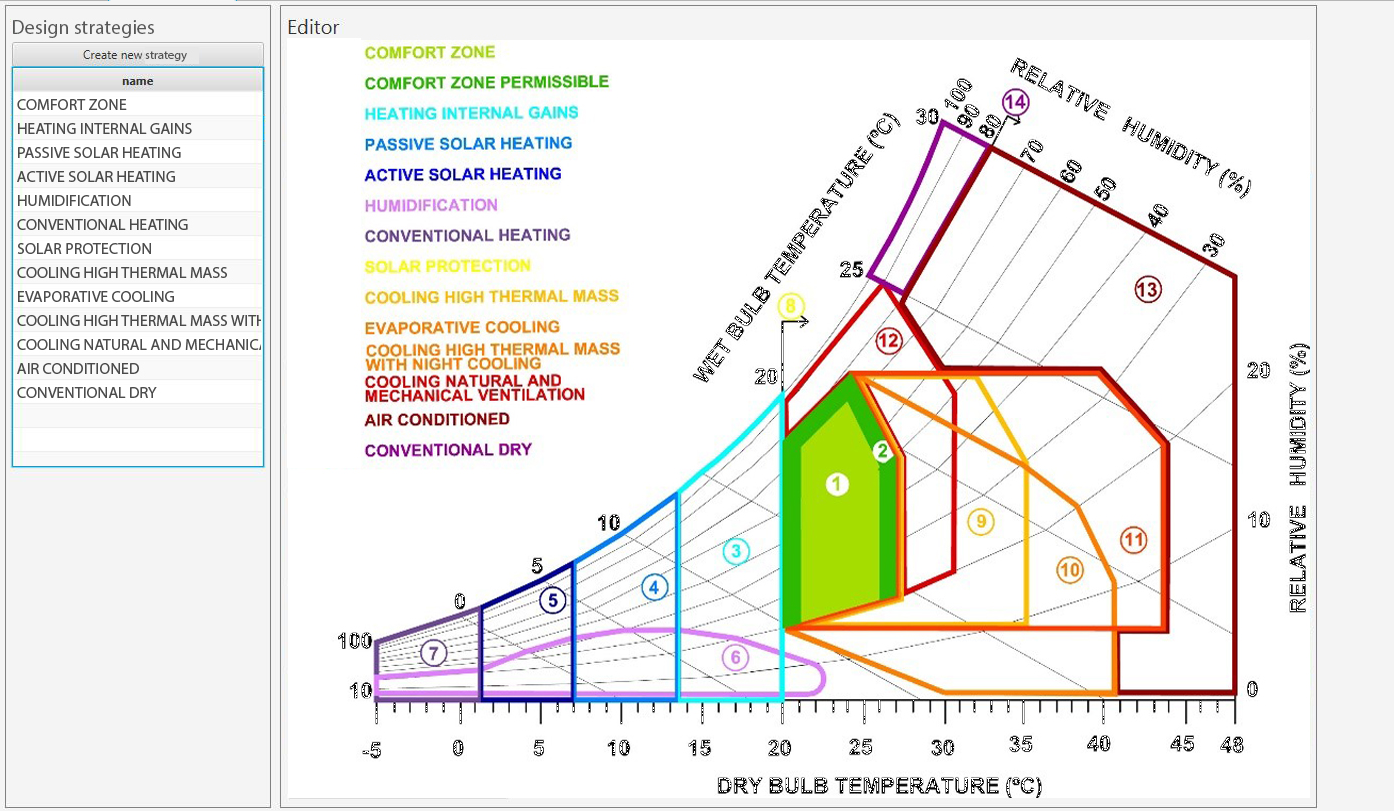 Design strategies
Create new strategy
name
COMFORT ZONE
HEATING INTERNAL GAINS
PASSIVE SOLAR HEATING
ACTIVE SOLAR HEATING
HUMIDIFICATION
CONVENTIONAL HEATING
SOLAR PROTECTION
COOLING HIGH THERMAL MASS
EVAPORATIVE COOLING
COOLING HIGH THERMAL MASS WITH
COOLING NATURAL AND MECHANICA
AIR CONDITIONED
CONVENTIONAL DRY
Editor
COMFORT ZONE
COMFORT ZONE PERMISSIBLE
HEATING INTERNAL GAINS
PASSIVE SOLAR HEATING
ACTIVE SOLAR HEATING
HUMIDIFICATION
CONVENTIONAL HEATING
SOLAR PROTECTION
COOLING HIGH THERMAL MASS
EVAPORATIVE COOLING
COOLING HIGH THERMAL MASS
WITH NIGHT COOLING
COOLING NATURAL AND
MECHANICAL VENTILATION
AIR CONDITIONED
CONVENTIONAL DRY
WET BULB TEMPERATURE (ºC)
0
5
10
20
25
30
RELATIVE HUMIDITY (%)
100
90
80
70
60
50
40
30
100
10
1
2
3
4
5
6
7
8
9
10
11
12
13
14
20
10
0
RELATIVE HUMIDITY (%)
-5
0
5
10
15
20
25
30
35
40
45
48
DRY BULB TEMPERATURE (ºC)